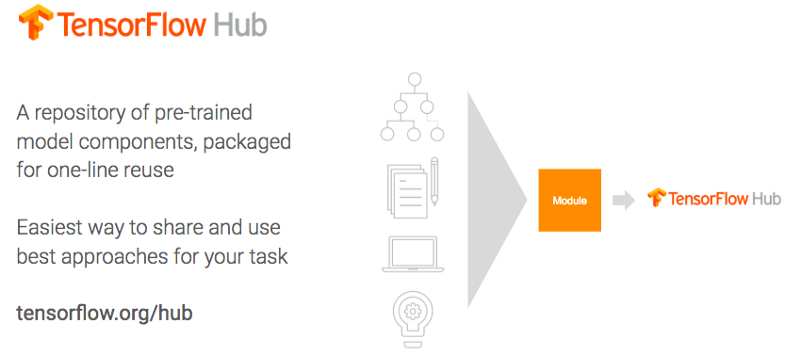 TensorFlow Hub
A repository of pre-trained
model components, packaged
for one-line reuse
Easiest way to share and use
best approaches for your task
tensorflow.org/hub
Module
TensorFlow Hub